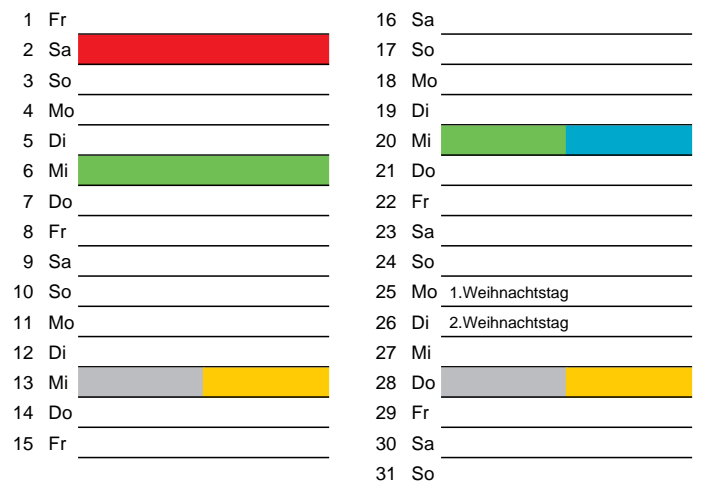 1 Fr
2 Sa
3 So
4 Mo
5 Di
6 Mi
7 Do
8 Fr
9 Sa
10 So
11 Mo
12 Di
13 Mi
14 Do
15 Fr
16 Sa
17 So
18 Mo
19 Di
20 Mi
21 Do
22 Fr
23 Sa
24 So
25 Mo 1.Weihnachtstag
26 Di 2.Weihnachtstag
27 Mi
28 Do
29 Fr
30 Sa
31 So